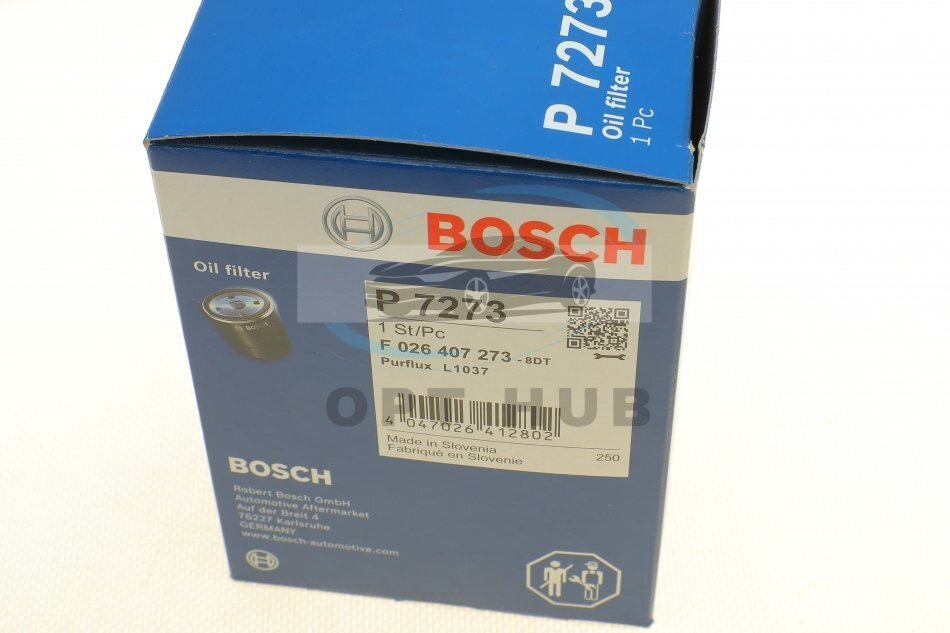 P 7273
Oil filter
1 Pc
BOSCH
Oil filter
BOSCH
P 7273
1 St/Pc
F 026 407 273 - 8DT
Purflux L1037
OPT HUB
4 047026 412802
Made in Slovenia
Fabriqué en Slovenie
250
BOSCH
Robert Bosch GmbH
Automotive Aftermarket
Auf der Breit 4
76227 Karlsruhe
GERMANY
www.bosch-automotive.com